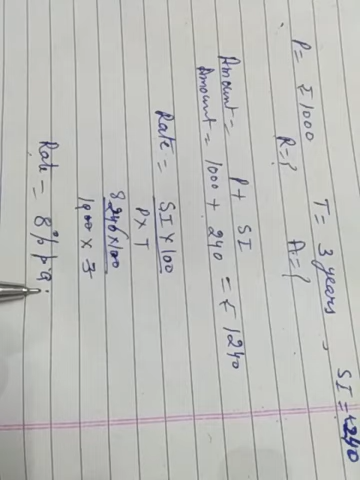 P = ₹1000 T = 3 years, SI = 240
R=? A=?
Amount = P + SI
Amount = 1000 + 240 = ₹1240
Rate = SI × 100
P × T
8 240 × 100
1000 × 3
Rate = 8% p.a.